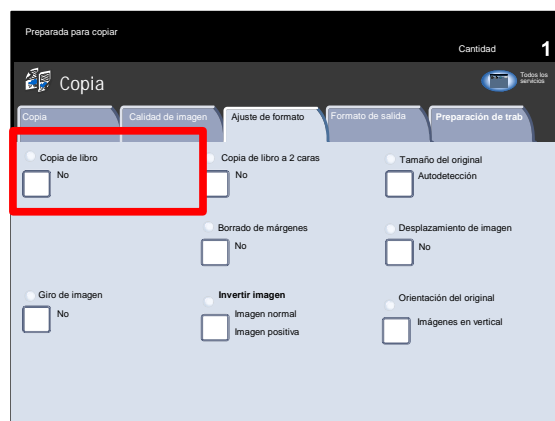 Preparada para copiar
Cantidad 1
Copia
Todos los
servicios
Copia Calidad de imagen Ajuste de formato Formato de salida Preparación de trab
Copia de libro Copia de libro a 2 caras Tamaño del original
No No Autodetección
Borrado de márgenes Desplazamiento de imagen
No No
Giro de imagen Invertir imagen Orientación del original
No Imagen normal Imágenes en vertical
Imagen positiva